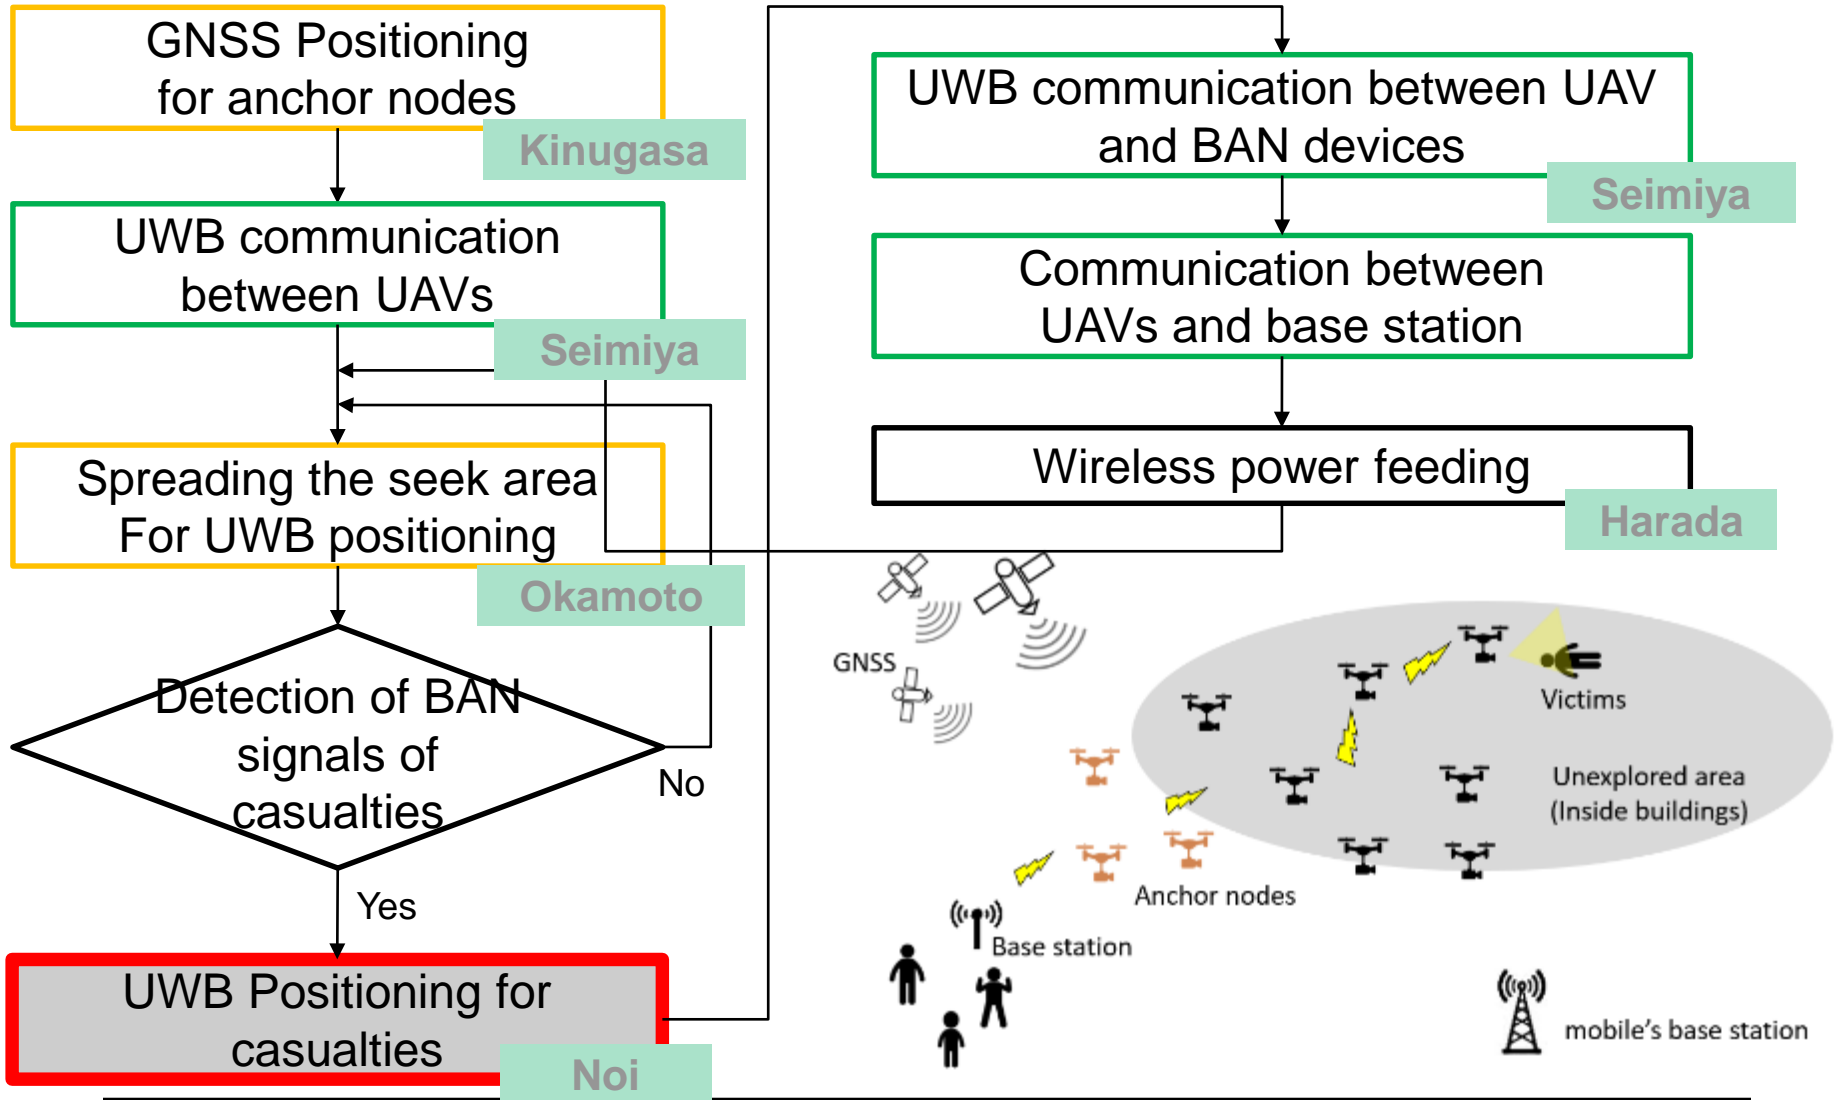 GNSS Positioning
for anchor nodes
Kinugasa
UWB communication
between UAVs
Seimiya
Spreading the seek area
For UWB positioning
Okamoto
Detection of BAN
signals of
casualties
No
Yes
UWB Positioning for
casualties
Noi
UWB communication between UAV
and BAN devices
Seimiya
Communication between
UAVs and base station
Wireless power feeding
Harada
GNSS
Victims
Unexplored area
(Inside buildings)
Anchor nodes
Base station
mobile's base station